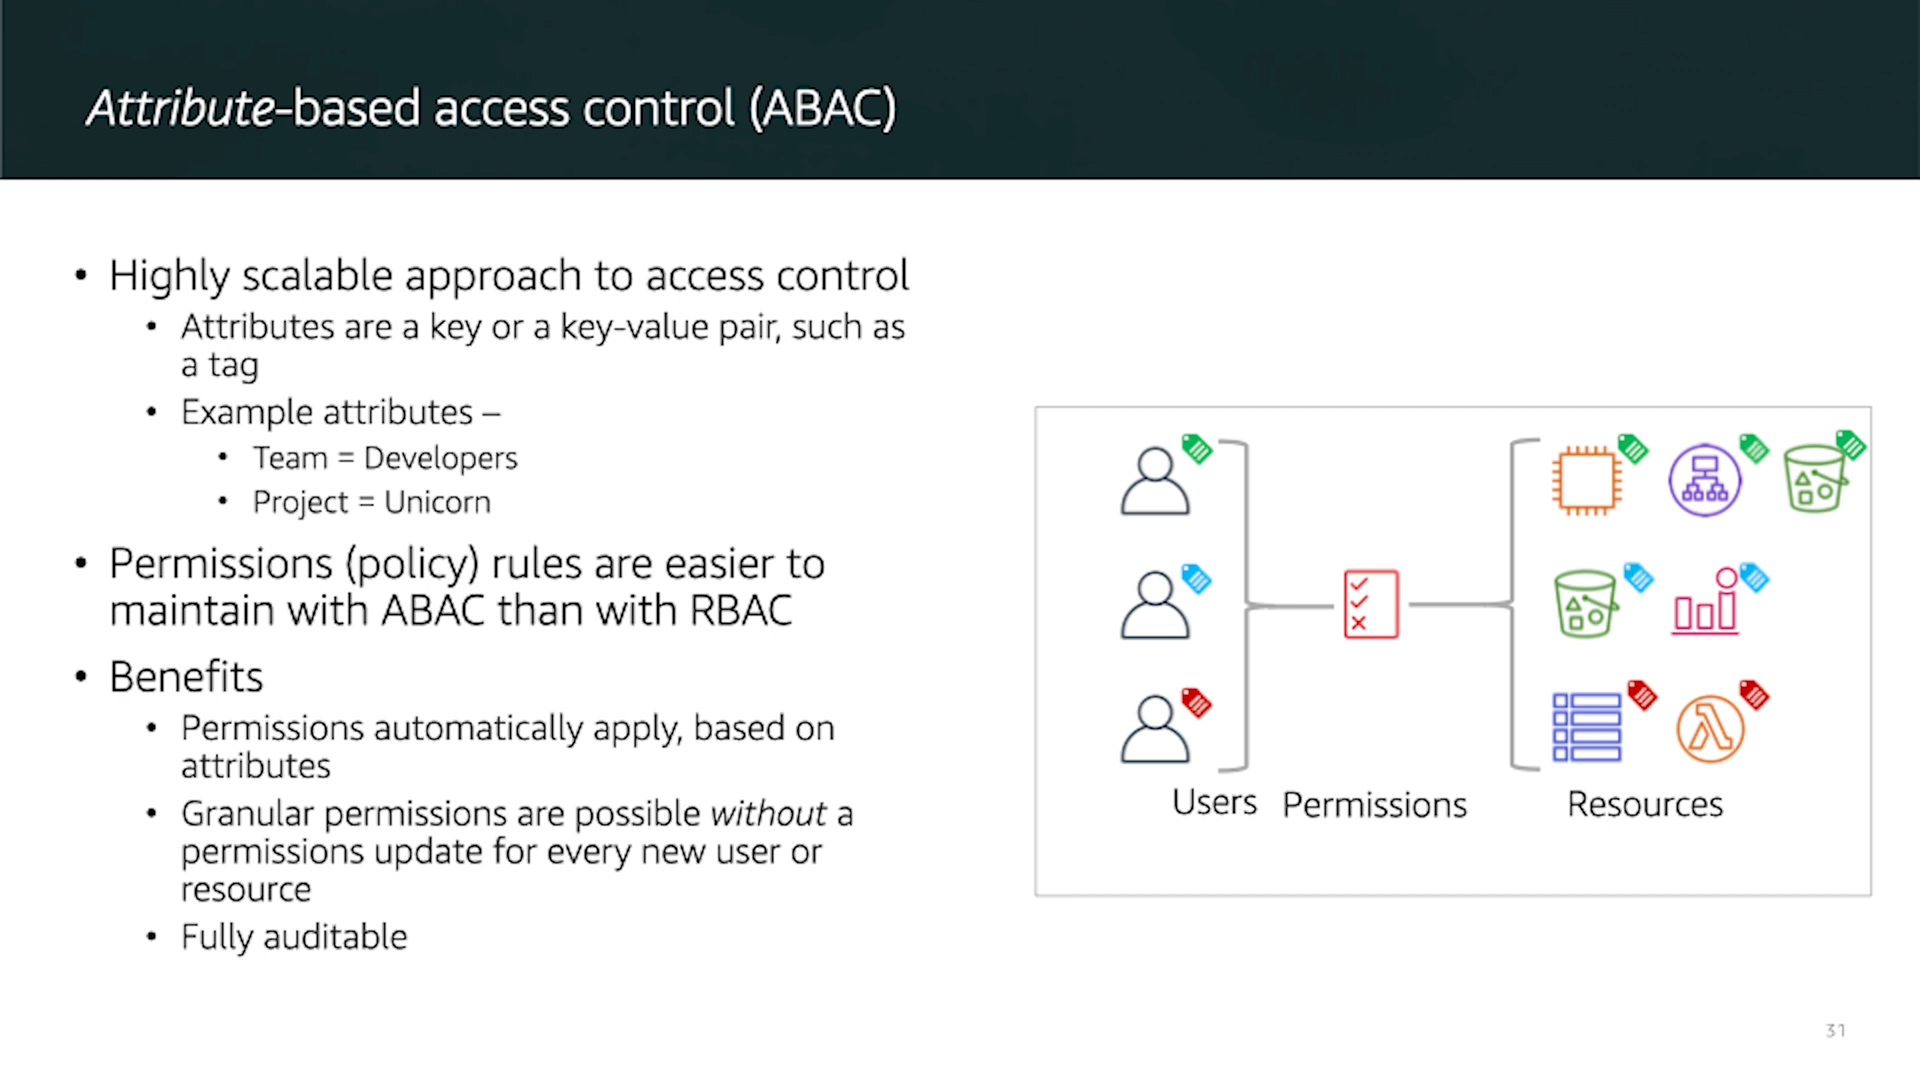 Attribute-based access control (ABAC)
• Highly scalable approach to access control
• Attributes are a key or a key-value pair, such as
a tag
• Example attributes –
• Team = Developers
• Project = Unicorn
• Permissions (policy) rules are easier to
maintain with ABAC than with RBAC
• Benefits
• Permissions automatically apply, based on
attributes
• Granular permissions are possible without a
permissions update for every new user or
resource
• Fully auditable
Users Permissions Resources
31